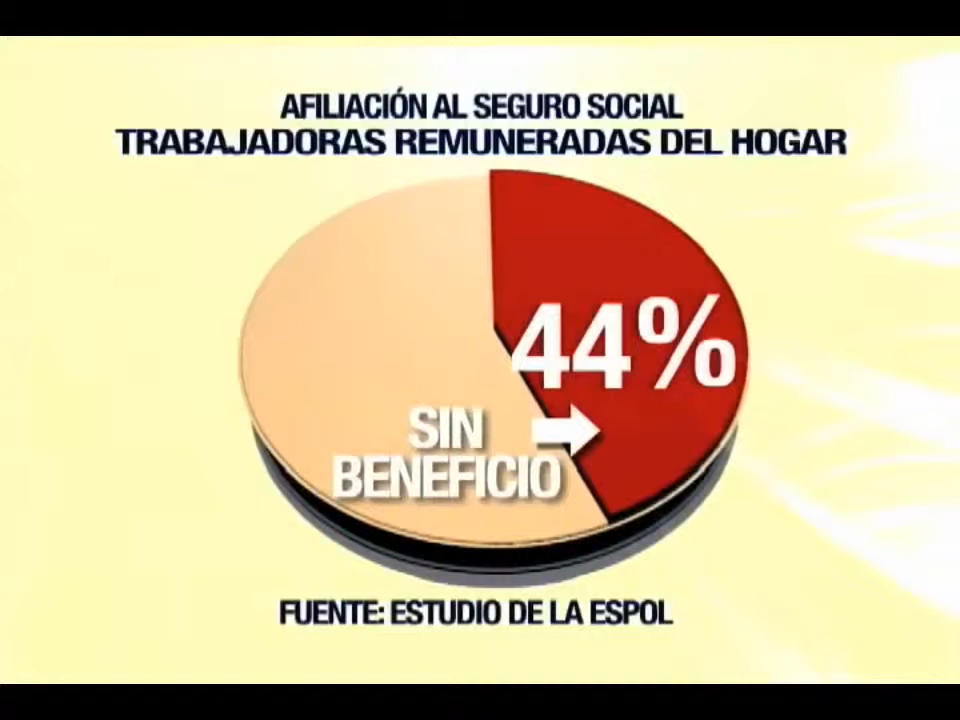 AFILIACIÓN AL SEGURO SOCIAL
TRABAJADORAS REMUNERADAS DEL HOGAR
44%
SIN
BENEFICIO
FUENTE: ESTUDIO DE LA ESPOL